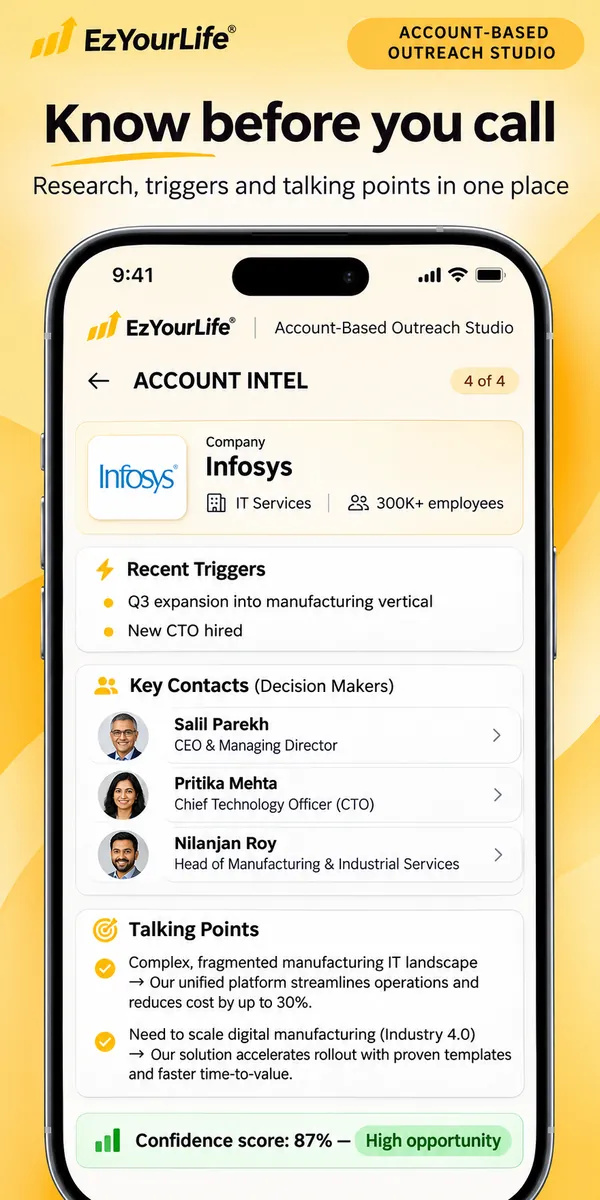 EzYourLife®
ACCOUNT-BASED
OUTREACH STUDIO
Know before you call
Research, triggers and talking points in one place
9:41
EzYourLife®
Account-Based Outreach Studio
ACCOUNT INTEL
4 of 4
Infosys®
Company
Infosys
IT Services
300K+ employees
Recent Triggers
Q3 expansion into manufacturing vertical
New CTO hired
Key Contacts (Decision Makers)
Salil Parekh
CEO & Managing Director
Pritika Mehta
Chief Technology Officer (CTO)
Nilanjan Roy
Head of Manufacturing & Industrial Services
Talking Points
Complex, fragmented manufacturing IT landscape
→ Our unified platform streamlines operations and
reduces cost by up to 30%.
Need to scale digital manufacturing (Industry 4.0)
→ Our solution accelerates rollout with proven templates
and faster time-to-value.
Confidence score: 87% — High opportunity